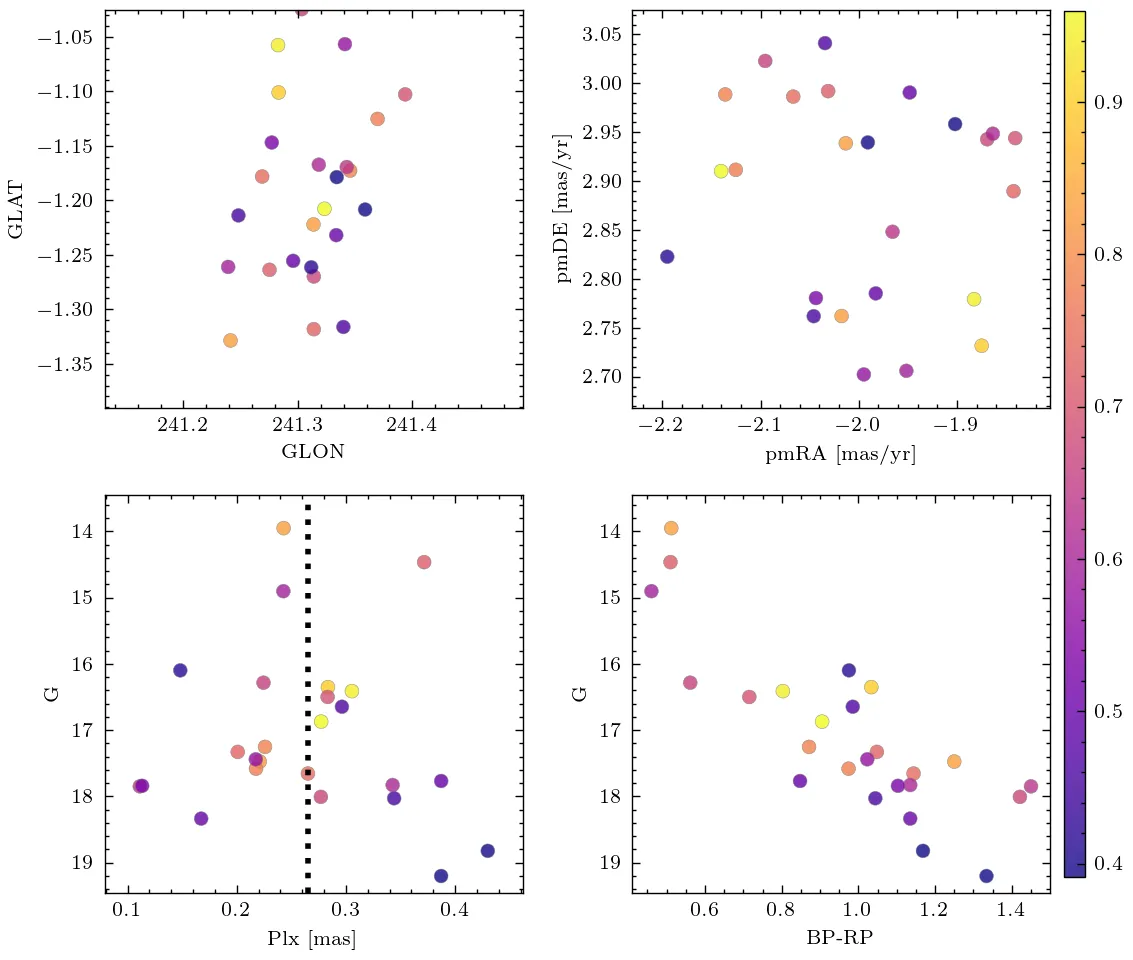 −1.05
−1.10
−1.15
−1.20
−1.25
−1.30
−1.35
GLAT
241.2 241.3 241.4
GLON
3.05
3.00
2.95
2.90
2.85
2.80
2.75
2.70
pmDE [mas/yr]
−2.2 −2.1 −2.0 −1.9
pmRA [mas/yr]
14
15
16
17
18
19
G
0.1 0.2 0.3 0.4
Plx [mas]
14
15
16
17
18
19
G
0.6 0.8 1.0 1.2 1.4
BP-RP
0.9
0.8
0.7
0.6
0.5
0.4